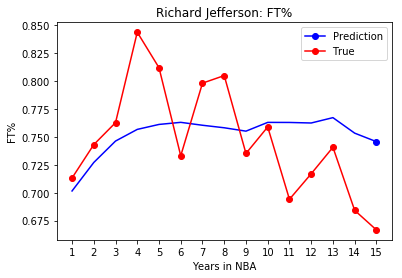 Richard Jefferson: FT%
Prediction
True
0.850
0.825
0.800
0.775
0.750
0.725
0.700
0.675
FT%
1 2 3 4 5 6 7 8 9 10 11 12 13 14 15
Years in NBA